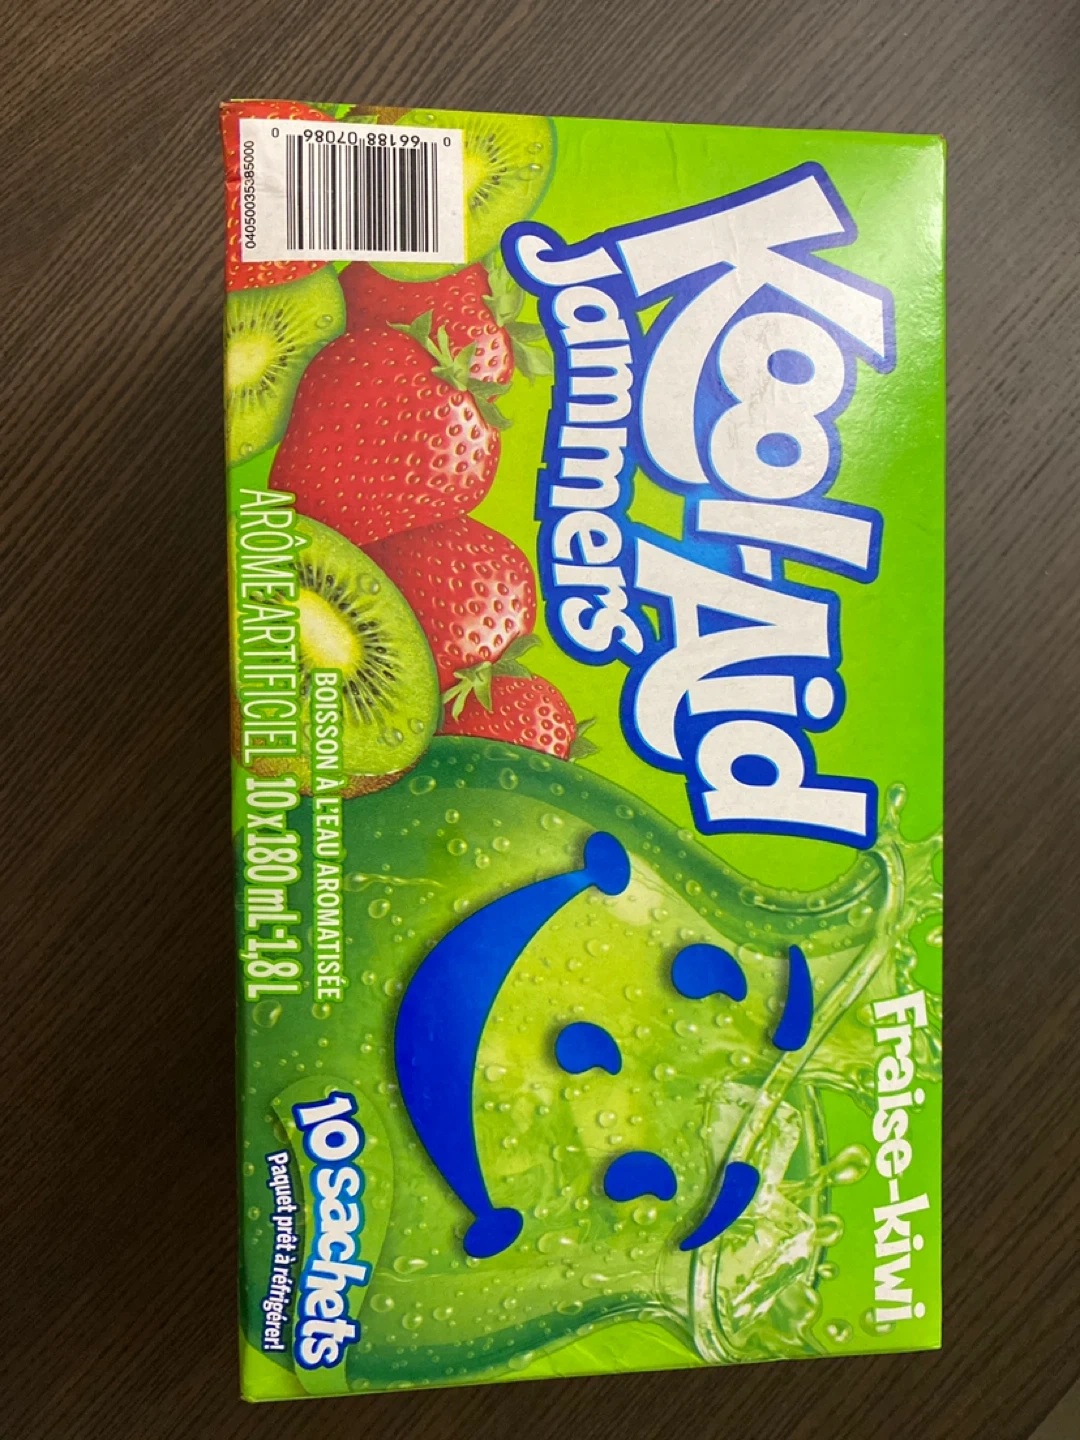 Kool-Aid
Jammers
Fraise-kiwi
BOISSON À L'EAU AROMATISÉE
ARÔME ARTIFICIEL 10 x 180 mL-1,8 L
10 sachets
Paquet prêt à réfrigérer!
0 66188 07086 0
04050035385000